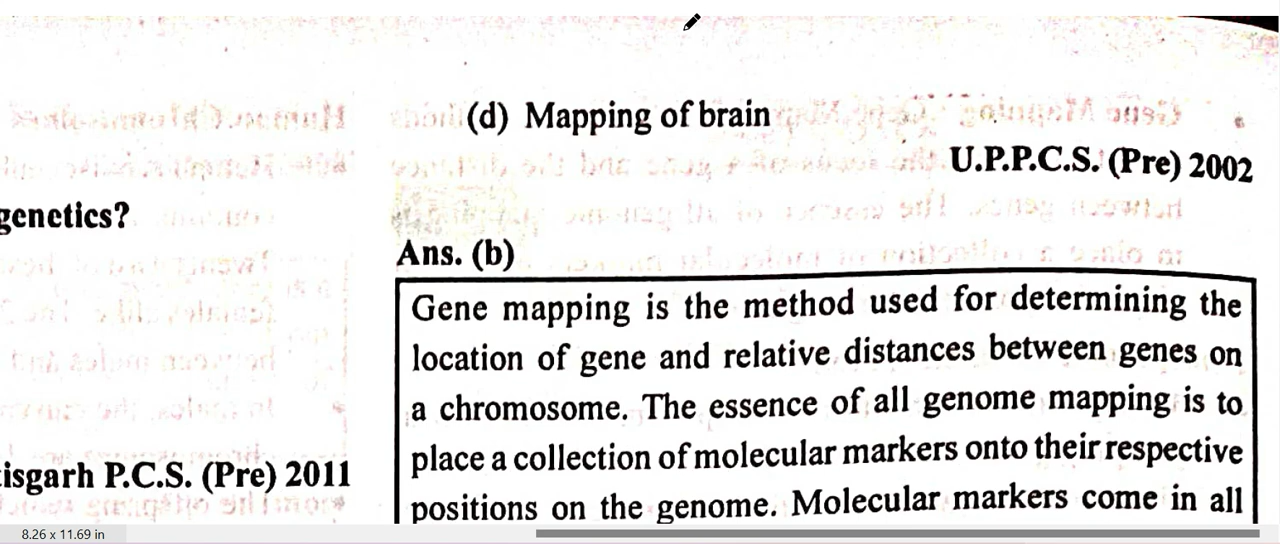 (d) Mapping of brain
U.P.P.C.S. (Pre) 2002
genetics?
Ans. (b)
Gene mapping is the method used for determining the
location of gene and relative distances between genes on
a chromosome. The essence of all genome mapping is to
place a collection of molecular markers onto their respective
positions on the genome. Molecular markers come in all
isgarh P.C.S. (Pre) 2011
8.26 x 11.69 in